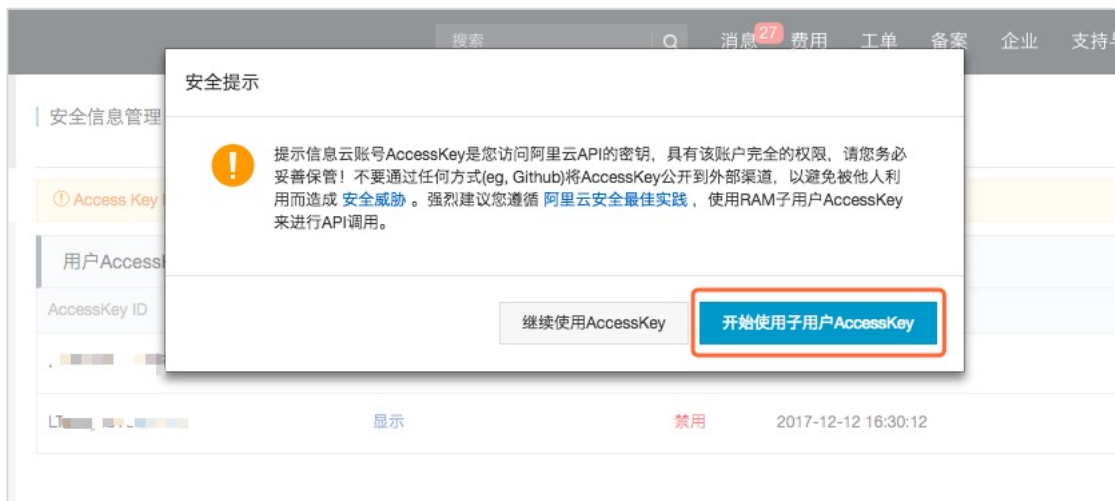 搜索
消息 27 费用 工单 备案 企业 支持
安全提示
安全信息管理
提示信息云账号AccessKey是您访问阿里云API的密钥，具有该账户完全的权限，请您务必
妥善保管！不要通过任何方式(eg, Github)将AccessKey公开到外部渠道，以避免被他人利
用而造成 安全威胁 。强烈建议您遵循 阿里云安全最佳实践 ，使用RAM子用户AccessKey
来进行API调用。
Access Key
用户Access
AccessKey ID
继续使用AccessKey 开始使用子用户AccessKey
显示 禁用 2017-12-12 16:30:12